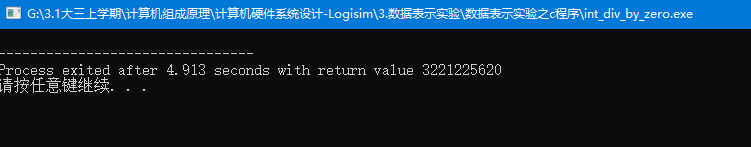 G:\3.1大三上学期\计算机组成原理\计算机硬件系统设计-Logisim\3.数据表示实验\数据表示实验之c程序\int_div_by_zero.exe
--------------------------------
Process exited after 4.913 seconds with return value 3221225620
请按任意键继续. . .